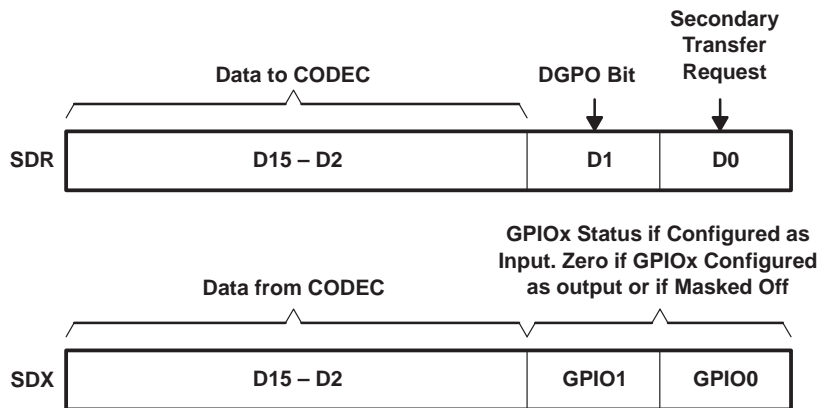 Secondary
Transfer
Request
Data to CODEC
DGPO Bit
SDR
D15 – D2
D1
D0
GPIOx Status if Configured as
Input. Zero if GPIOx Configured
as output or if Masked Off
Data from CODEC
SDX
D15 – D2
GPIO1
GPIO0